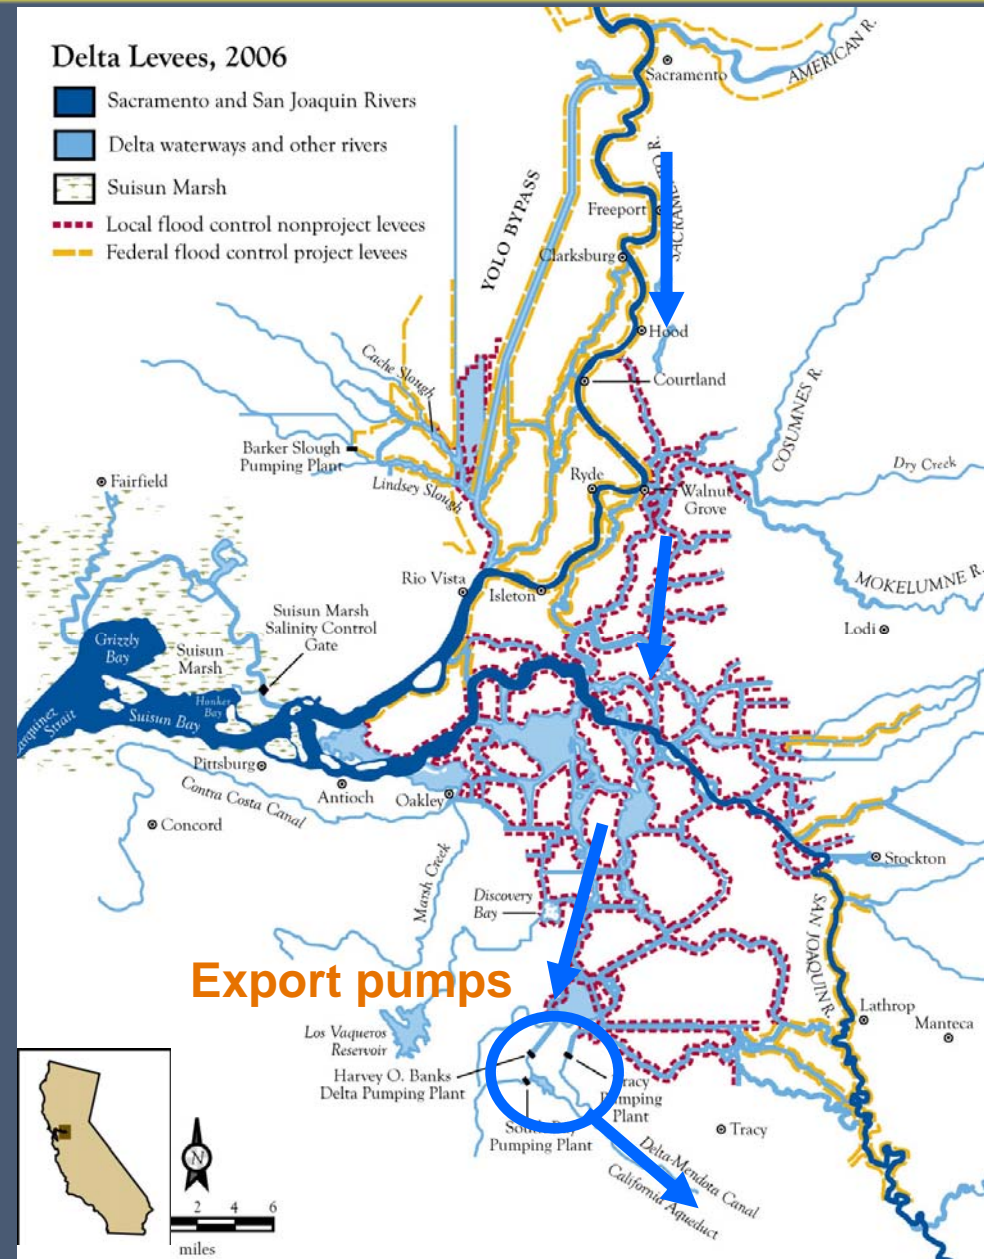 Delta Levees, 2006
Sacramento and San Joaquin Rivers
Delta waterways and other rivers
Suisun Marsh
Local flood control nonproject levees
Federal flood control project levees
AMERICAN R.
Sacramento
YOLO BYPASS
Freeport
Clarksburg
Hood
Courtland
Cache Slough
COSUMNES R.
Barker Slough
Pumping Plant
Lindsey Slough
Dry Creek
Fairfield
Ryde
Walnut
Grove
Rio Vista
Isleton
MOKELUMNE R.
Lodi
Suisun Marsh
Salinity Control
Gate
Grizzly
Bay
Suisun
Marsh
Honker
Bay
Suisun Bay
Strait
Pittsburg
Antioch
Oakley
Contra Costa Canal
Concord
Marsh Creek
Stockton
Discovery
Bay
SAN JOAQUIN R.
Export pumps
Lathrop
Manteca
Los Vaqueros
Reservoir
Harvey O. Banks
Delta Pumping Plant
Pumping
Plant
Pumping Plant
Tracy
Delta-Mendota Canal
California Aqueduct
N
2 4 6
miles